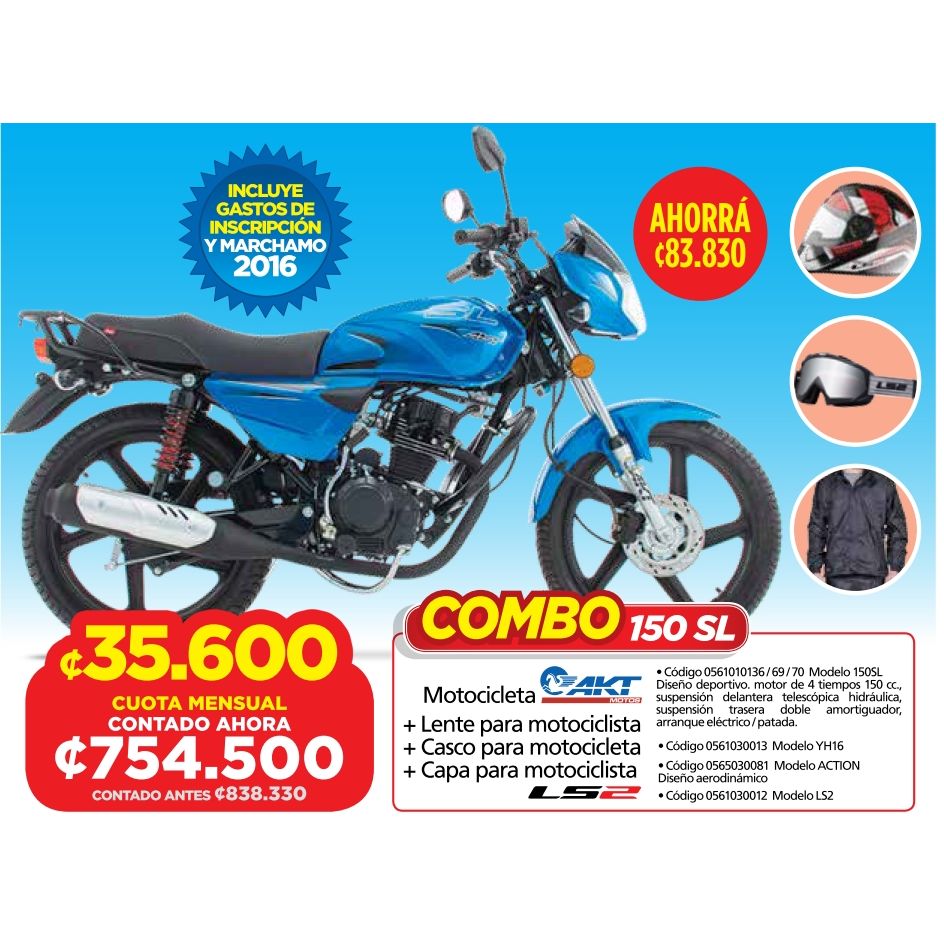 INCLUYE
GASTOS DE
INSCRIPCIÓN
Y MARCHAMO
2016
AHORRÁ
¢83.830
LS2
SL
¢35.600
CUOTA MENSUAL
CONTADO AHORA
¢754.500
CONTADO ANTES ¢838.330
COMBO 150 SL
Motocicleta AKT
MOTOS
+ Lente para motociclista
+ Casco para motocicleta
+ Capa para motociclista
LS2
• Código 0561010136 / 69 / 70 Modelo 150SL
Diseño deportivo. motor de 4 tiempos 150 cc.,
suspensión delantera telescópica hidráulica,
suspensión trasera doble amortiguador,
arranque eléctrico / patada.
• Código 0561030013 Modelo YH16
• Código 0565030081 Modelo ACTION
Diseño aerodinámico
• Código 0561030012 Modelo LS2